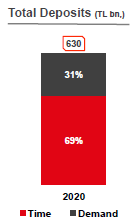 Total Deposits (TL bn,)
630
31%
69%
2020
Time Demand